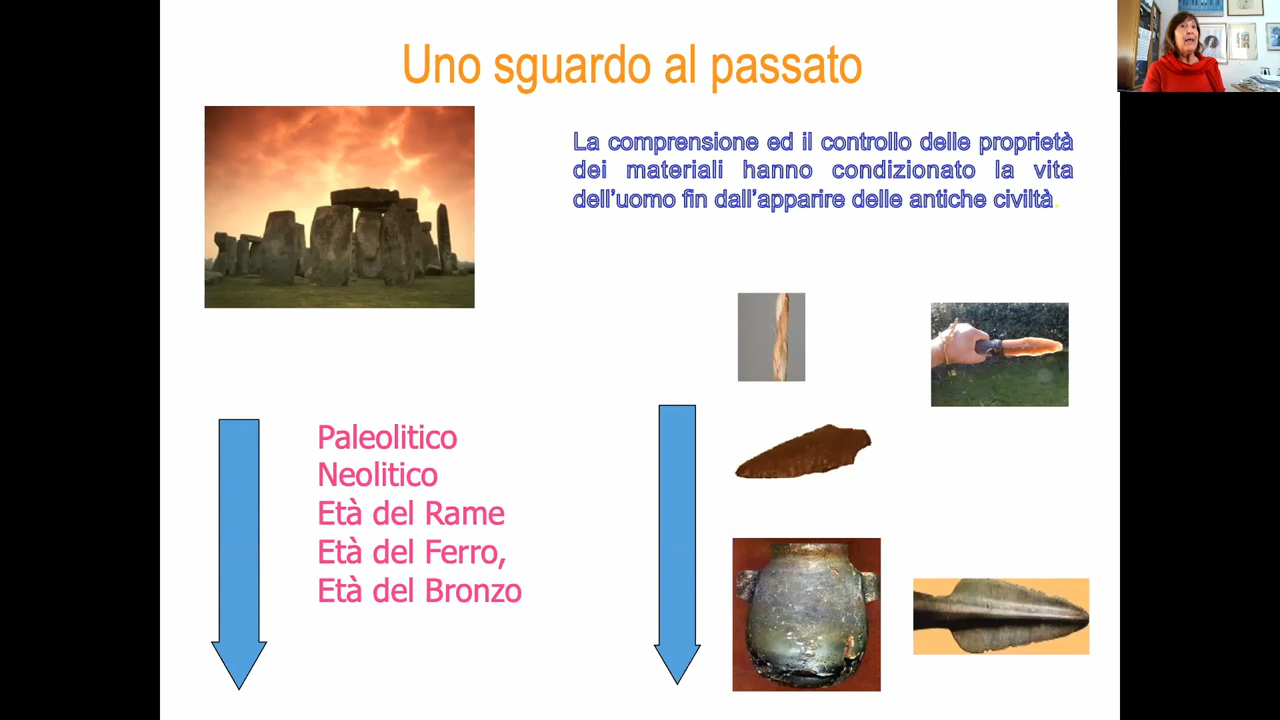 Uno sguardo al passato
La comprensione ed il controllo delle proprietà
dei materiali hanno condizionato la vita
dell'uomo fin dall'apparire delle antiche civiltà.
Paleolitico
Neolitico
Età del Rame
Età del Ferro,
Età del Bronzo